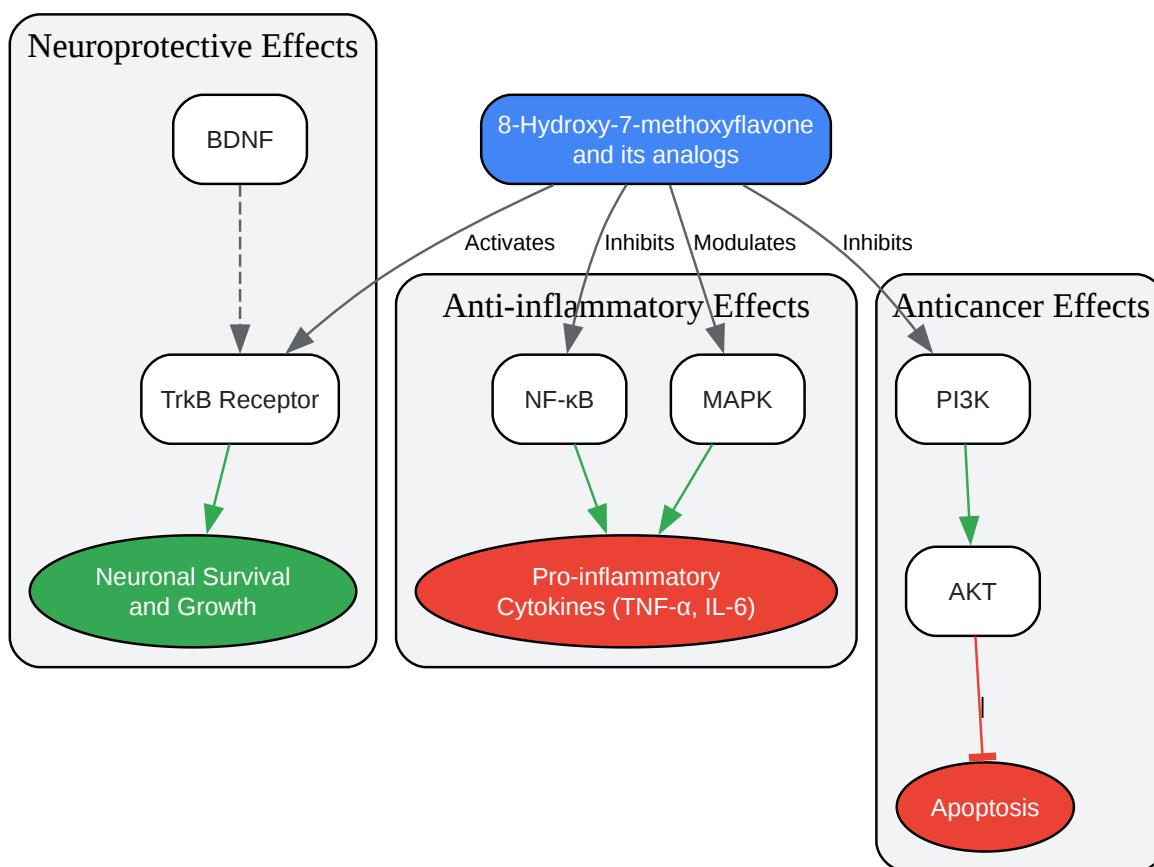 Neuroprotective Effects
BDNF
8-Hydroxy-7-methoxyflavone
and its analogs
Activates
Inhibits
Modulates
Inhibits
Anti-inflammatory Effects
Anticancer Effects
TrkB Receptor
NF-κB
MAPK
PI3K
Neuronal Survival
and Growth
Pro-inflammatory
Cytokines (TNF-α, IL-6)
AKT
|
Apoptosis